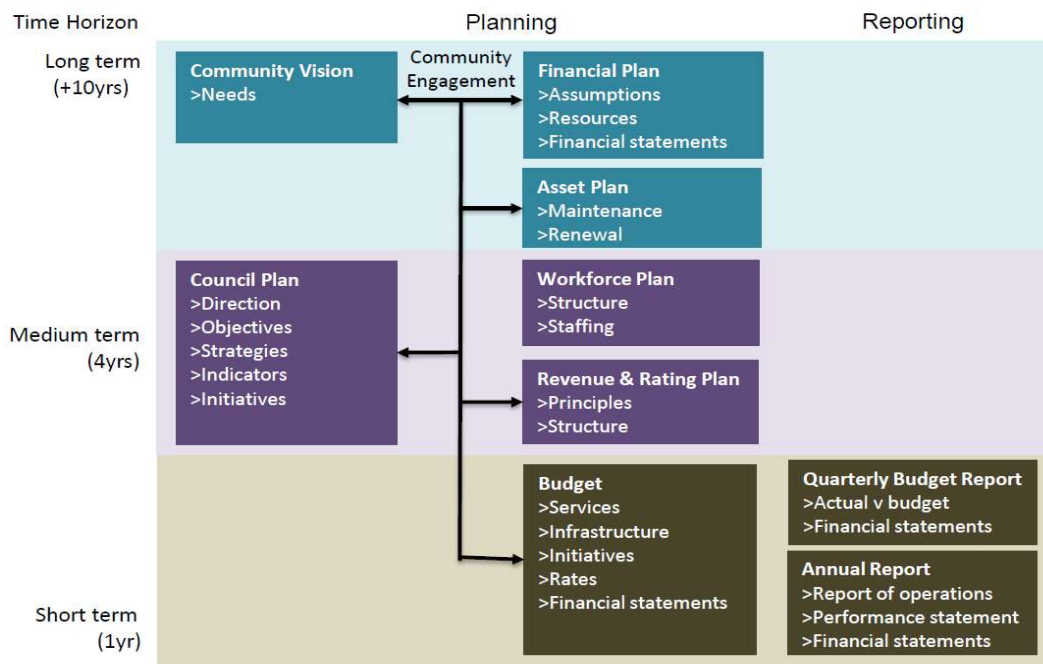 Time Horizon
Planning
Reporting
Long term
(+10yrs)
Community Vision
>Needs
Community
Engagement
Financial Plan
>Assumptions
>Resources
>Financial statements
Asset Plan
>Maintenance
>Renewal
Medium term
(4yrs)
Council Plan
>Direction
>Objectives
>Strategies
>Indicators
>Initiatives
Workforce Plan
>Structure
>Staffing
Revenue & Rating Plan
>Principles
>Structure
Short term
(1yr)
Budget
>Services
>Infrastructure
>Initiatives
>Rates
>Financial statements
Quarterly Budget Report
>Actual v budget
>Financial statements
Annual Report
>Report of operations
>Performance statement
>Financial statements